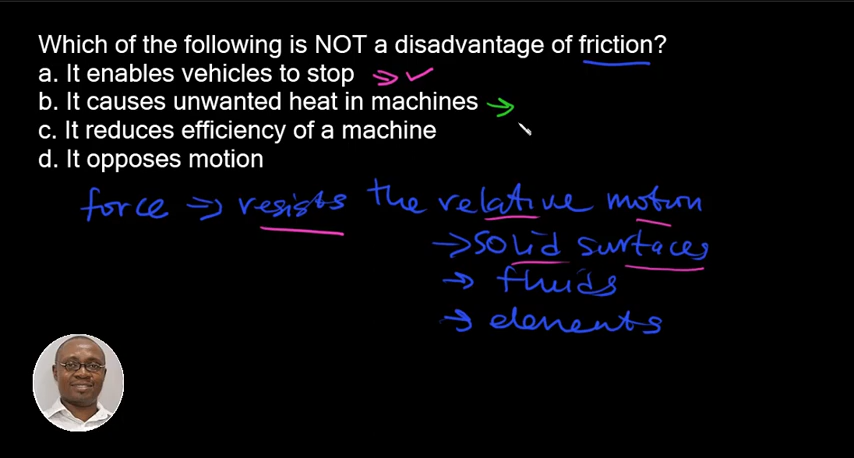 Which of the following is NOT a disadvantage of friction?
a. It enables vehicles to stop
b. It causes unwanted heat in machines
c. It reduces efficiency of a machine
d. It opposes motion
force ⇒ resists the relative motion
→ solid surfaces
→ fluids
→ elements